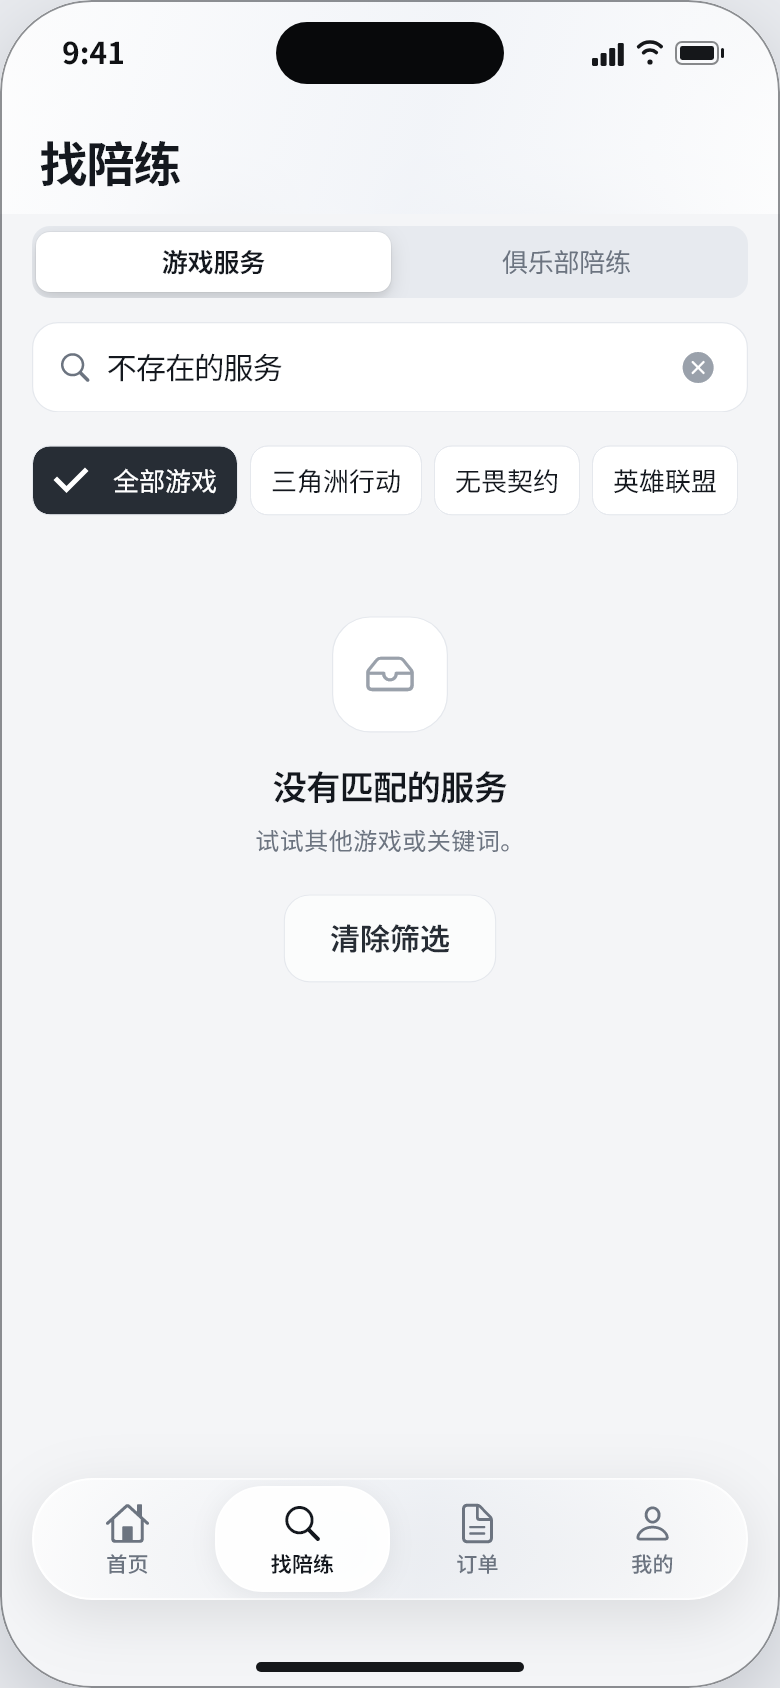 9:41
找陪练
游戏服务
俱乐部陪练
不存在的服务
全部游戏
三角洲行动
无畏契约
英雄联盟
没有匹配的服务
试试其他游戏或关键词。
清除筛选
首页
找陪练
订单
我的